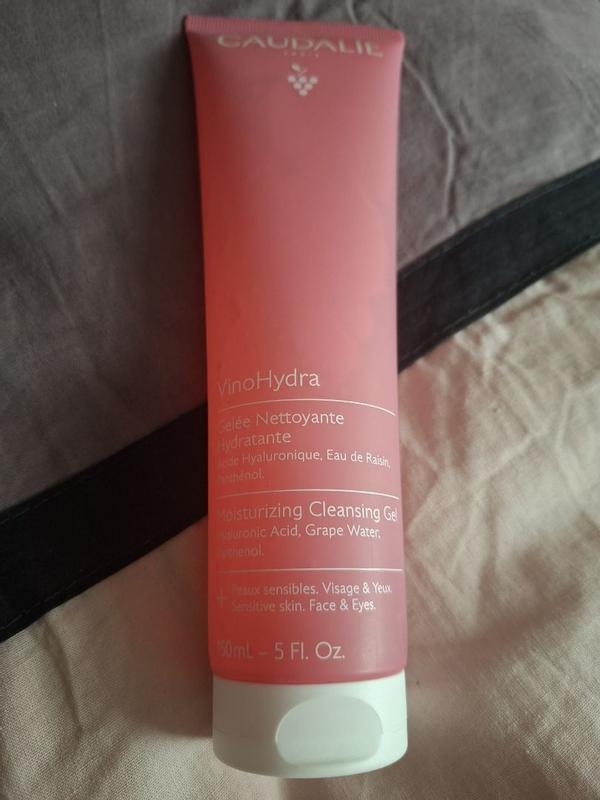 CAUDALIE
PARIS
VinoHydra
Gelée Nettoyante
Hydratante
Acide Hyaluronique, Eau de Raisin,
Panthénol.
Moisturizing Cleansing Gel
Hyaluronic Acid, Grape Water,
Panthenol.
+ Peaux sensibles. Visage & Yeux.
Sensitive skin. Face & Eyes.
150mL – 5 Fl. Oz.